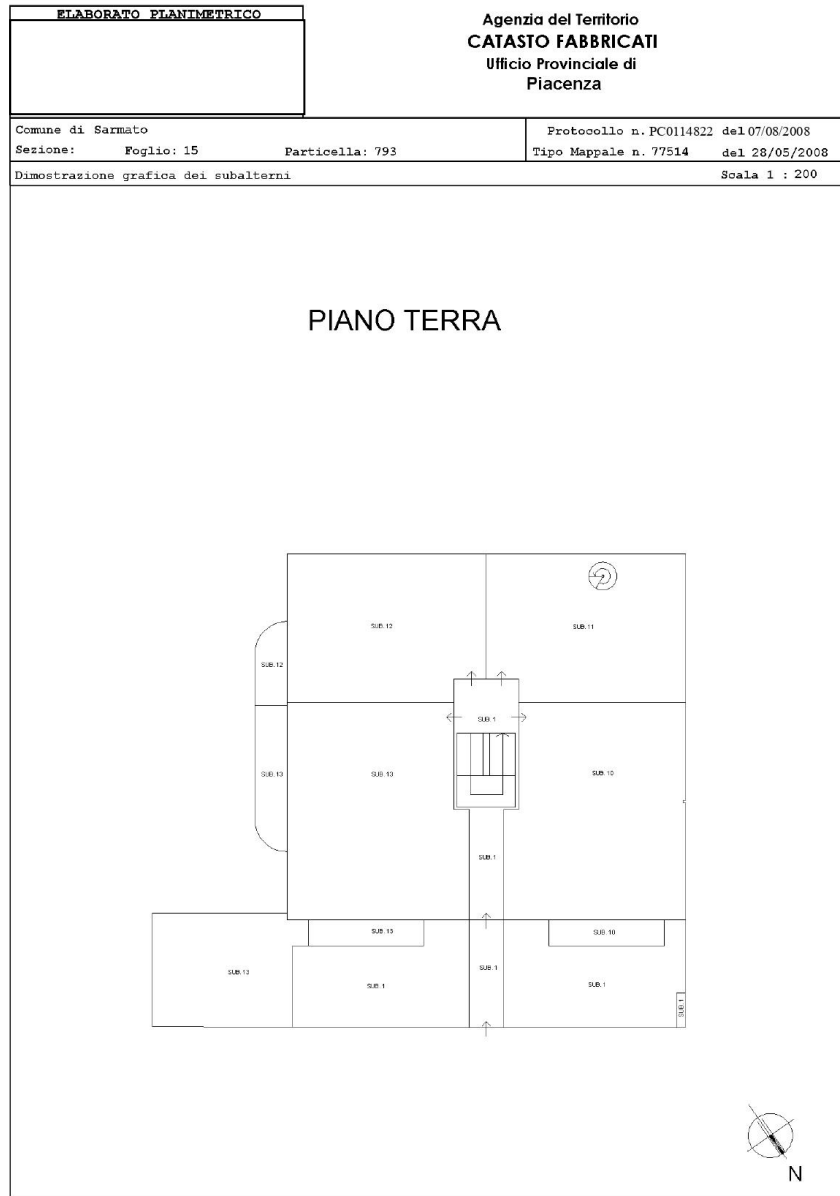 ELABORATO PLANIMETRICO
Agenzia del Territorio
CATASTO FABBRICATI
Ufficio Provinciale di
Piacenza
Comune di Sarmato
Protocollo n. PC0114822 del 07/08/2008
Sezione: Foglio: 15 Particella: 793
Tipo Mappale n. 77514 del 28/05/2008
Dimostrazione grafica dei subalterni Scala 1 : 200
PIANO TERRA
SUB. 12 SUB. 11
SUB. 12
SUB. 1
SUB. 13 SUB. 13 SUB. 10
SUB. 1
SUB. 13 SUB. 10
SUB. 13 SUB. 1
SUB. 1 SUB. 1
SUB. 1
N